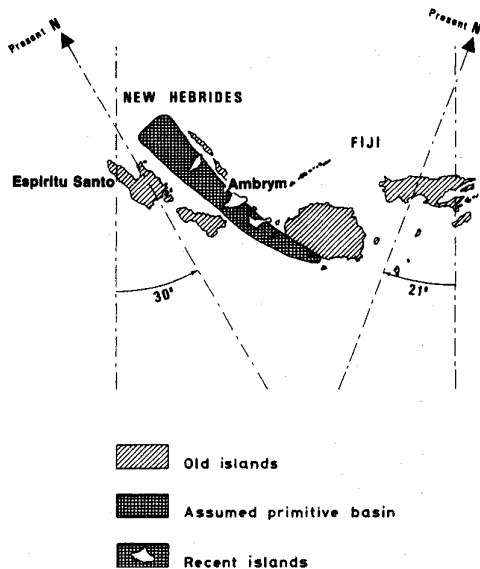 Present N
Present N
NEW HEBRIDES
FIJI
Espiritu Santo
Ambrym
30°
21°
Old islands
Assumed primitive basin
Recent islands